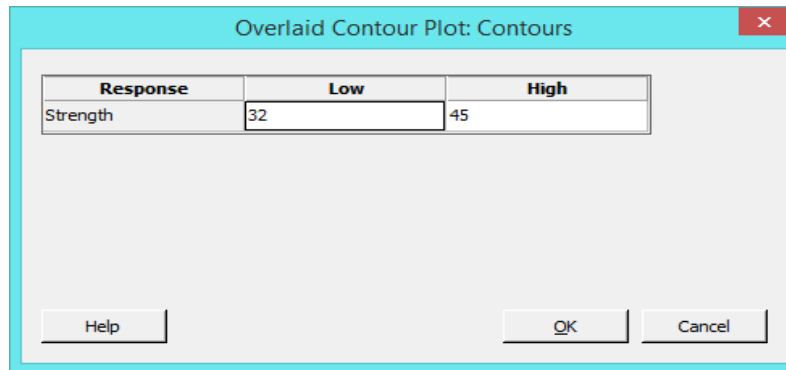 Overlaid Contour Plot: Contours
Response Low High
Strength 32 45
Help OK Cancel